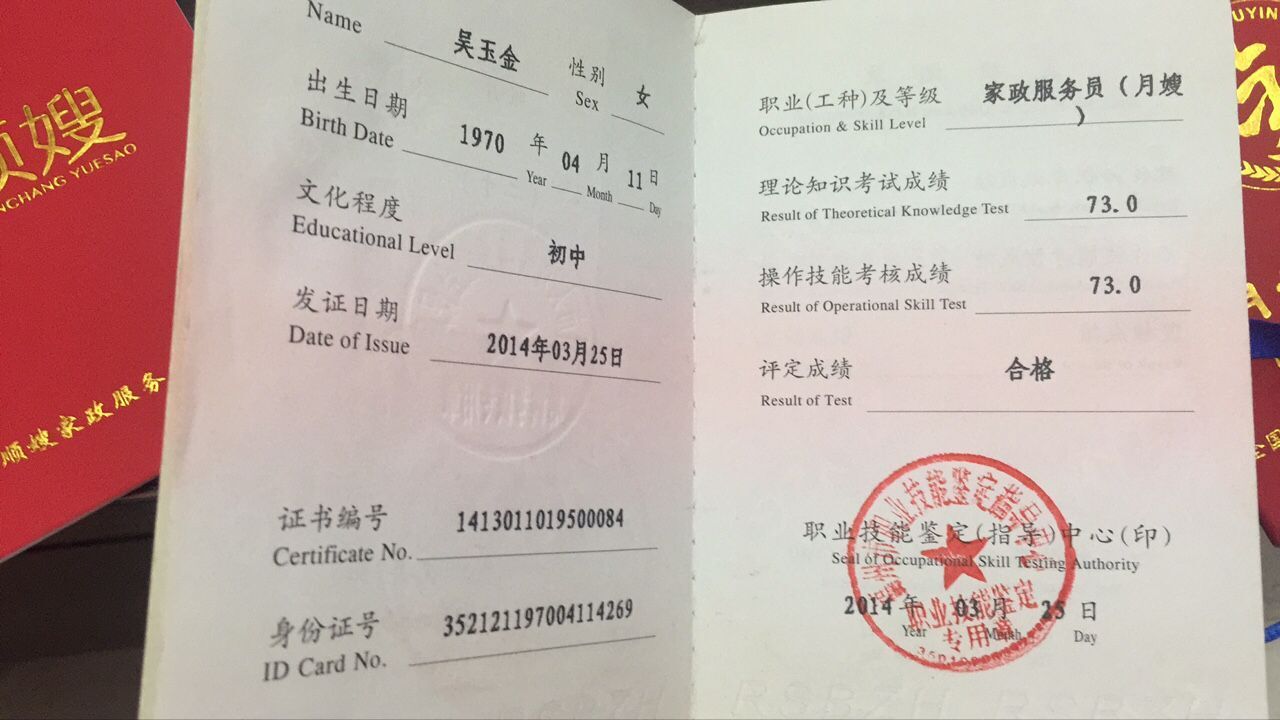 顺嫂
NCHANG YUESAO
顺嫂家政服务
Name 吴玉金 性别 女
Sex
出生日期 1970 年 04 月 11 日
Birth Date Year Month Day
文化程度 初中
Educational Level
发证日期 2014年03月25日
Date of Issue
证书编号 1413011019500084
Certificate No.
身份证号 352121197004114269
ID Card No.
职业(工种)及等级 家政服务员(月嫂
)
Occupation & Skill Level
理论知识考试成绩 73.0
Result of Theoretical Knowledge Test
操作技能考核成绩 73.0
Result of Operational Skill Test
评定成绩 合格
Result of Test
职业技能鉴定(指导)中心(印)
Seal of Occupational Skill Testing Authority
2014 年 03 月 25 日
Year Month Day
职业技能鉴定
专用章
UYIN